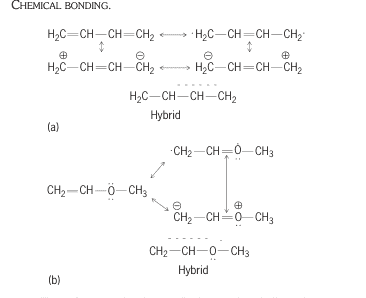 CHEMICAL BONDING.
H₂C=CH—CH=CH₂ ⟷ ·H₂C—CH=CH—CH₂·
⊕ ⊖ ⊖ ⊕
H₂C—CH=CH—CH₂ ⟷ H₂C—CH=CH—CH₂
H₂C—CH—CH—CH₂
Hybrid
(a)
·CH₂—CH=Ȯ—CH₃
CH₂=CH—Ö—CH₃
⊖ ⊕
CH₂—CH=O—CH₃
CH₂—CH—O—CH₃
Hybrid
(b)